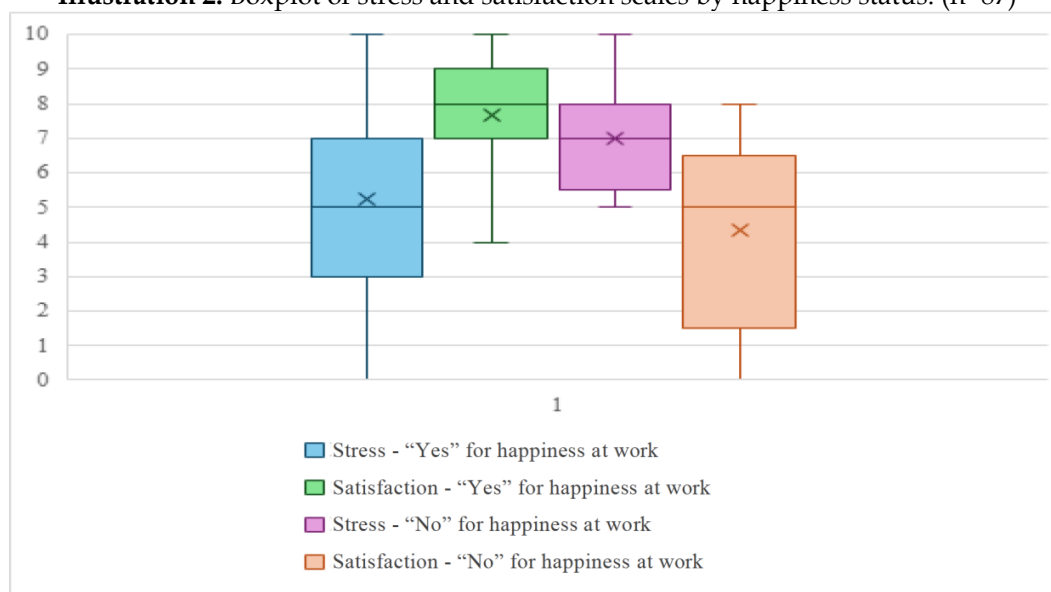 Illustration 2. Boxplot of stress and satisfaction scales by happiness status.
10
9
8
7
6
5
4
3
2
1
0
1
Stress - “Yes” for happiness at work
Satisfaction - “Yes” for happiness at work
Stress - “No” for happiness at work
Satisfaction - “No” for happiness at work